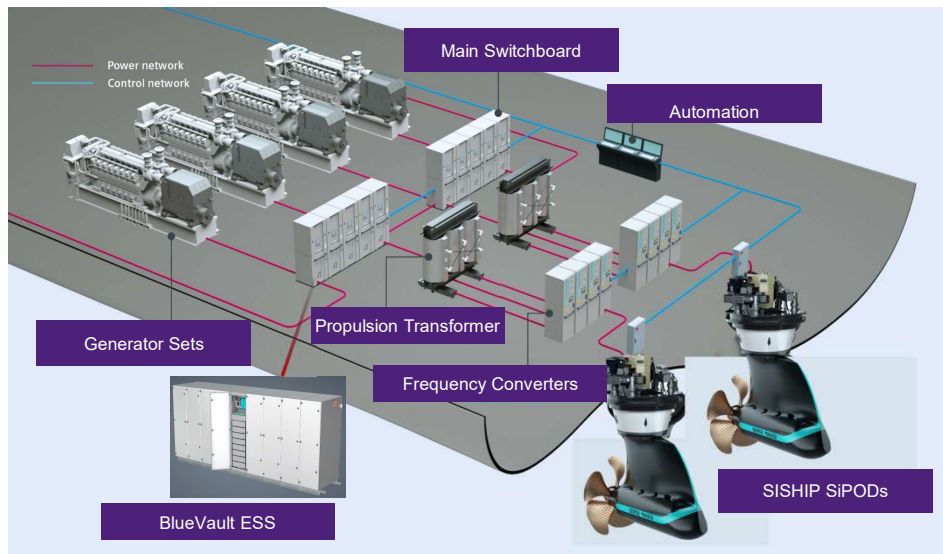 Main Switchboard
Power network
Control network
Automation
Generator Sets
Propulsion Transformer
Frequency Converters
BlueVault ESS
SISHIP SiPODs